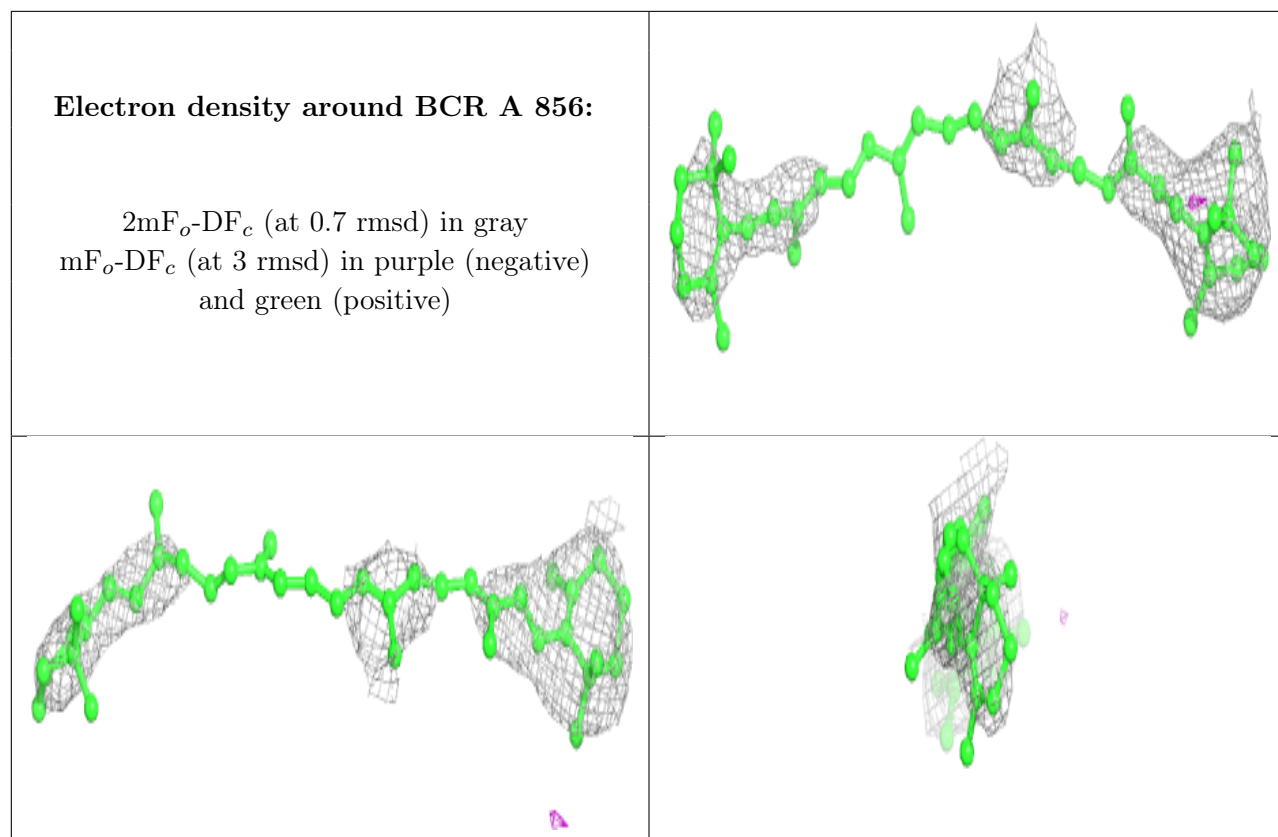 Electron density around BCR A 856:
2mFo-DFc (at 0.7 rmsd) in gray
mFo-DFc (at 3 rmsd) in purple (negative)
and green (positive)